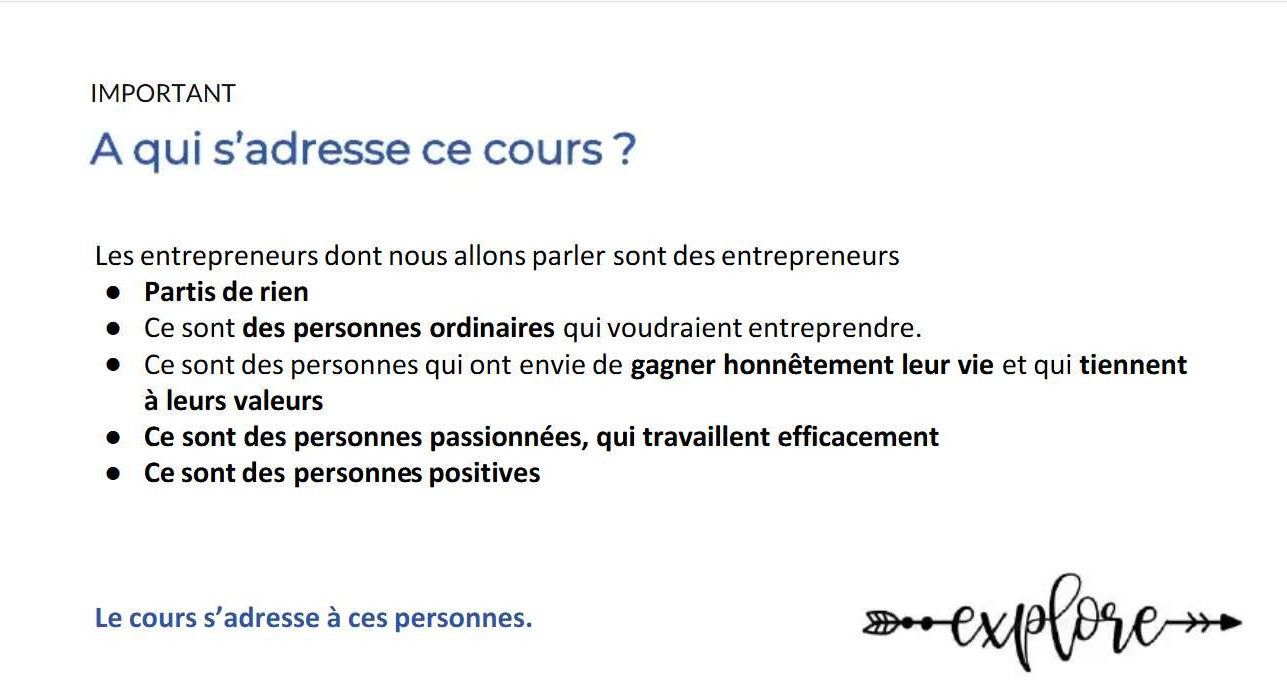 IMPORTANT
A qui s'adresse ce cours ?
Les entrepreneurs dont nous allons parler sont des entrepreneurs
● Partis de rien
● Ce sont des personnes ordinaires qui voudraient entreprendre.
● Ce sont des personnes qui ont envie de gagner honnêtement leur vie et qui tiennent
à leurs valeurs
● Ce sont des personnes passionnées, qui travaillent efficacement
● Ce sont des personnes positives
Le cours s'adresse à ces personnes.
explore